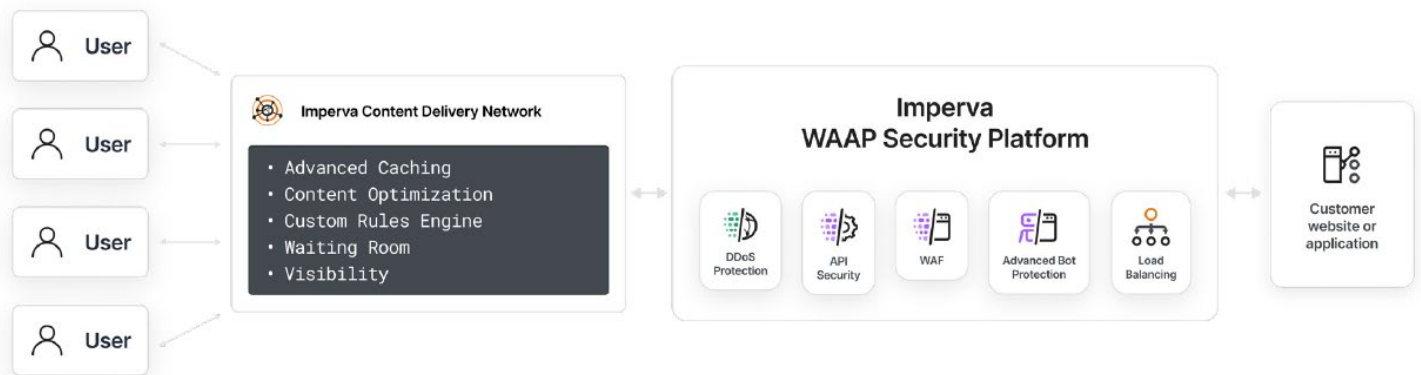 User
User
User
User
Imperva Content Delivery Network
· Advanced Caching
· Content Optimization
· Custom Rules Engine
· Waiting Room
· Visibility
Imperva
WAAP Security Platform
DDoS
Protection
API
Security
WAF
Advanced Bot
Protection
Load
Balancing
Customer
website or
application